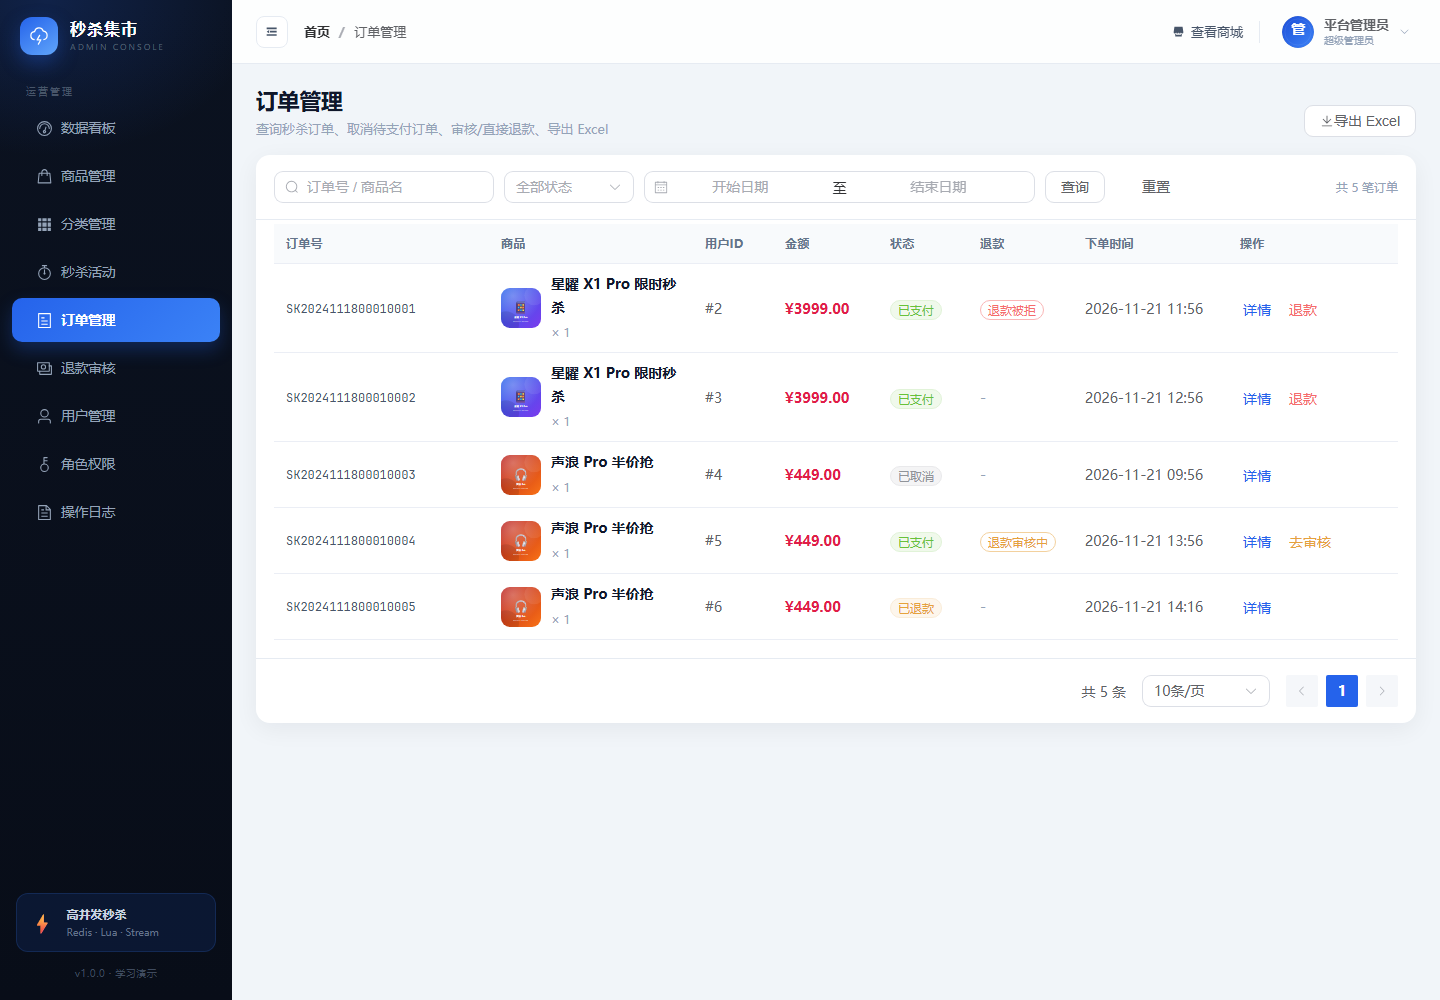 秒杀集市
ADMIN CONSOLE
运营管理
数据看板
商品管理
分类管理
秒杀活动
订单管理
退款审核
用户管理
角色权限
操作日志
高并发秒杀
Redis · Lua · Stream
v1.0.0 · 学习演示
首页 / 订单管理
查看商城
管
平台管理员
超级管理员
订单管理
查询秒杀订单、取消待支付订单、审核/直接退款、导出 Excel
导出 Excel
订单号 / 商品名
全部状态
开始日期 至 结束日期
查询
重置
共 5 笔订单
订单号 商品 用户ID 金额 状态 退款 下单时间 操作
SK2024111800010001 星曜 X1 Pro 限时秒杀 × 1 #2 ¥3999.00 已支付 退款被拒 2026-11-21 11:56 详情 退款
SK2024111800010002 星曜 X1 Pro 限时秒杀 × 1 #3 ¥3999.00 已支付 - 2026-11-21 12:56 详情 退款
SK2024111800010003 声浪 Pro 半价抢 × 1 #4 ¥449.00 已取消 - 2026-11-21 09:56 详情
SK2024111800010004 声浪 Pro 半价抢 × 1 #5 ¥449.00 已支付 退款审核中 2026-11-21 13:56 详情 去审核
SK2024111800010005 声浪 Pro 半价抢 × 1 #6 ¥449.00 已退款 - 2026-11-21 14:16 详情
共 5 条 10条/页 1